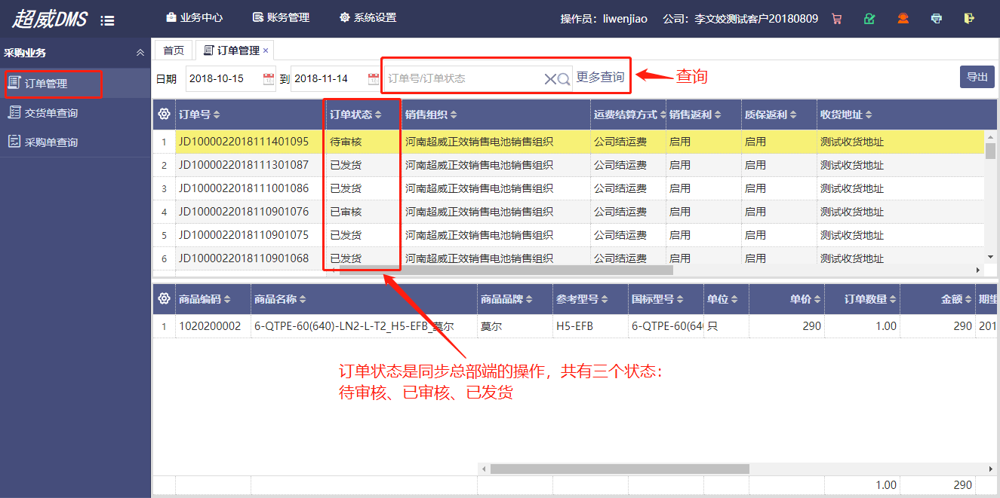 超威DMS 业务中心 账务管理 系统设置 操作员：liwenjiao 公司：李文姣测试客户20180809
采购业务
订单管理
交货单查询
采购单查询
首页 订单管理 ×
日期 2018-10-15 到 2018-11-14 订单号/订单状态 更多查询 查询 导出
订单号 订单状态 销售组织 运费结算方式 销售返利 质保返利 收货地址
1 JD1000022018111401095 待审核 河南超威正效销售电池销售组织 公司结运费 启用 启用 测试收货地址
2 JD1000022018111301087 已发货 河南超威正效销售电池销售组织 公司结运费 启用 启用 测试收货地址
3 JD1000022018111001086 已发货 河南超威正效销售电池销售组织 公司结运费 启用 启用 测试收货地址
4 JD1000022018110901076 已审核 河南超威正效销售电池销售组织 公司结运费 启用 启用 测试收货地址
5 JD1000022018110901075 已发货 河南超威正效销售电池销售组织 公司结运费 启用 启用 测试收货地址
6 JD1000022018110901068 已发货 河南超威正效销售电池销售组织 公司结运费 启用 启用 测试收货地址
商品编码 商品名称 商品品牌 参考型号 国标型号 单位 单价 订单数量 金额 期望
1 1020200002 6-QTPE-60(640)-LN2-L-T2_H5-EFB_莫尔 莫尔 H5-EFB 6-QTPE-60(64 只 290 1.00 290 201
订单状态是同步总部端的操作，共有三个状态：
待审核、已审核、已发货
1.00 290